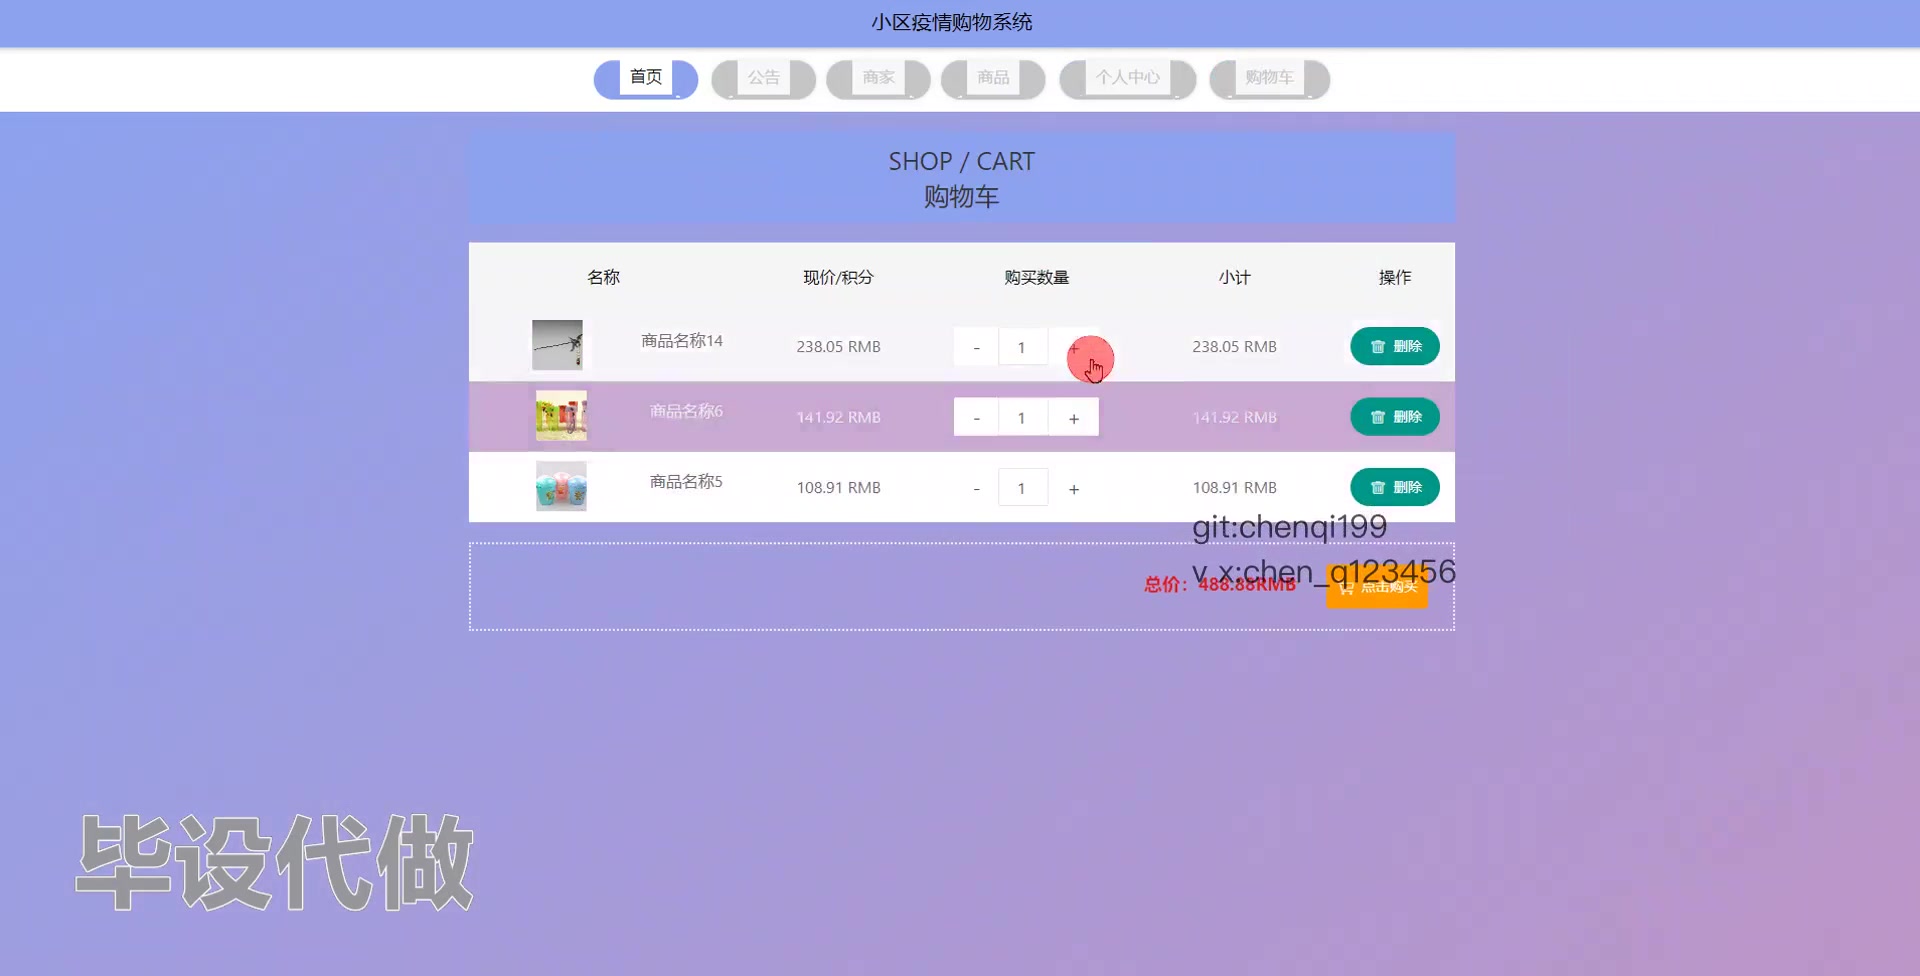 小区疫情购物系统
首页 公告 商家 商品 个人中心 购物车
SHOP / CART
购物车
名称 现价/积分 购买数量 小计 操作
商品名称14 238.05 RMB - 1 + 238.05 RMB 删除
商品名称6 141.92 RMB - 1 + 141.92 RMB 删除
商品名称5 108.91 RMB - 1 + 108.91 RMB 删除
git:chenqi199
v x:chen_q123456
总价：488.88RMB 点击购买
毕设代做